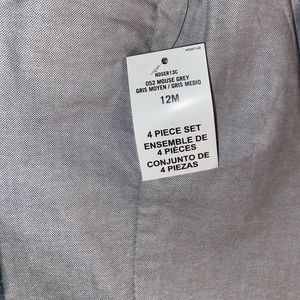 N0SER13C
052 MOUSE GREY
GRIS MOYEN / GRIS MEDIO
12M
4 PIECE SET
ENSEMBLE DE
4 PIÈCES
CONJUNTO DE
4 PIEZAS